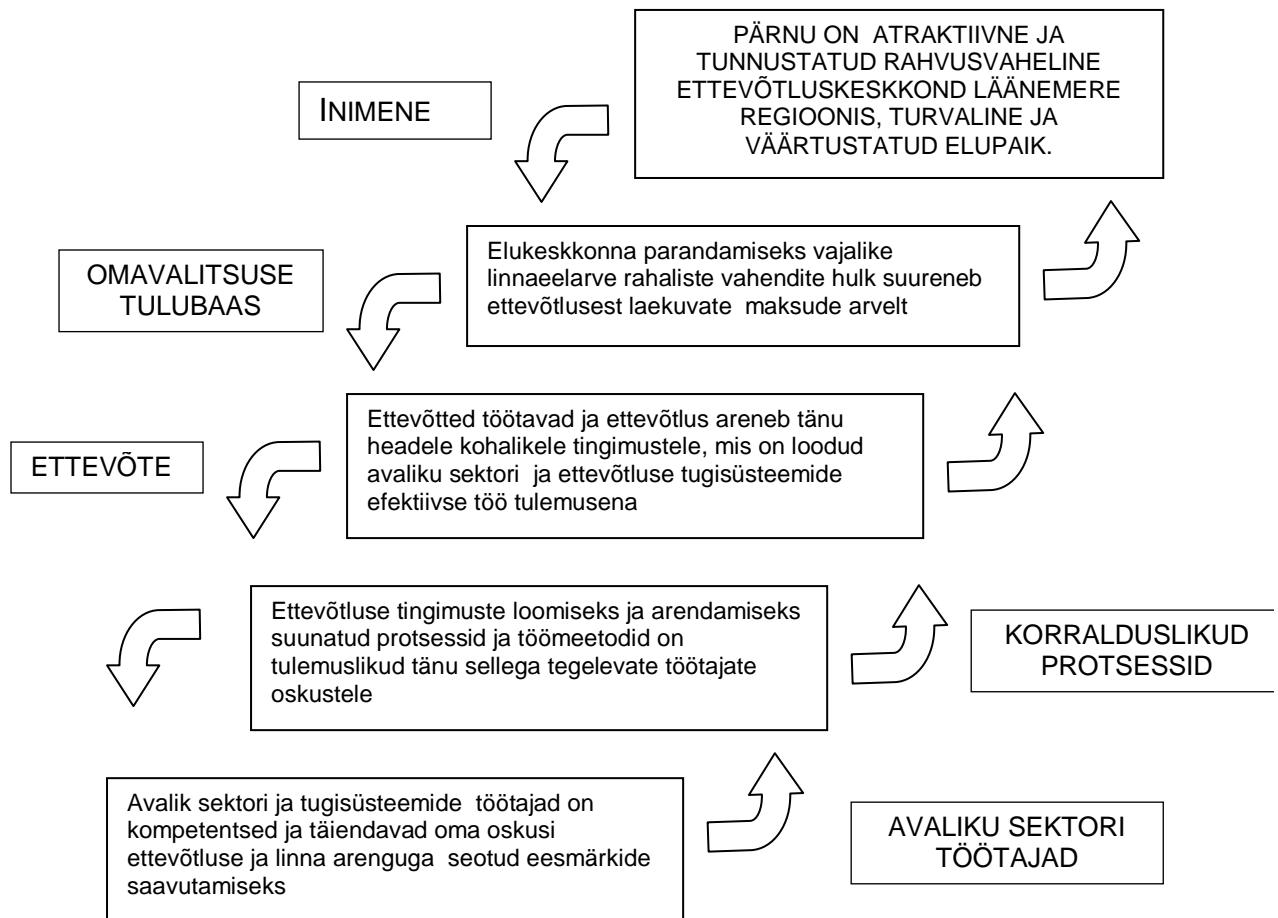 PÄRNU ON ATRAKTIIVNE JA
TUNNUSTATUD RAHVUSVAHELINE
ETTEVÕTLUSKESKKOND LÄÄNEMERE
REGIOONIS, TURVALINE JA
VÄÄRTUSTATUD ELUPAIK.
INIMENE
Elukeskkonna parandamiseks vajalike
linnaeelarve rahaliste vahendite hulk suureneb
ettevõtlusest laekuvate maksude arvelt
OMAVALITSUSE
TULUBAAS
Ettevõtted töötavad ja ettevõtlus areneb tänu
headele kohalikele tingimustele, mis on loodud
avaliku sektori ja ettevõtluse tugisüsteemide
efektiivse töö tulemusena
ETTEVÕTE
Ettevõtluse tingimuste loomiseks ja arendamiseks
suunatud protsessid ja töömeetodid on
tulemuslikud tänu sellega tegelevate töötajate
oskustele
KORRALDUSLIKUD
PROTSESSID
Avalik sektori ja tugisüsteemide töötajad on
kompetentsed ja täiendavad oma oskusi
ettevõtluse ja linna arenguga seotud eesmärkide
saavutamiseks
AVALIKU SEKTORI
TÖÖTAJAD